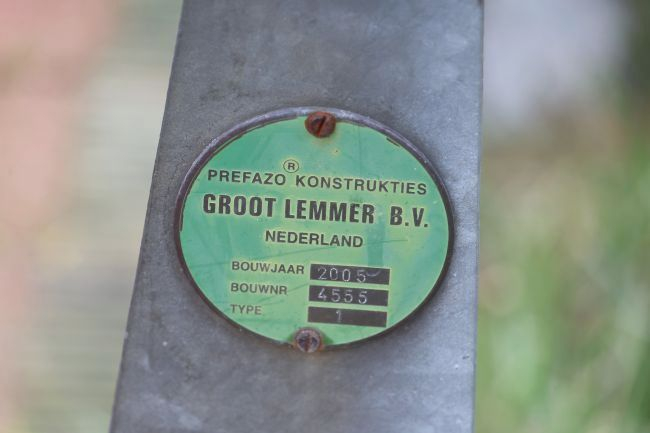 ®
PREFAZO KONSTRUKTIES
GROOT LEMMER B.V.
NEDERLAND
BOUWJAAR 2005
BOUWNR 4555
TYPE 1